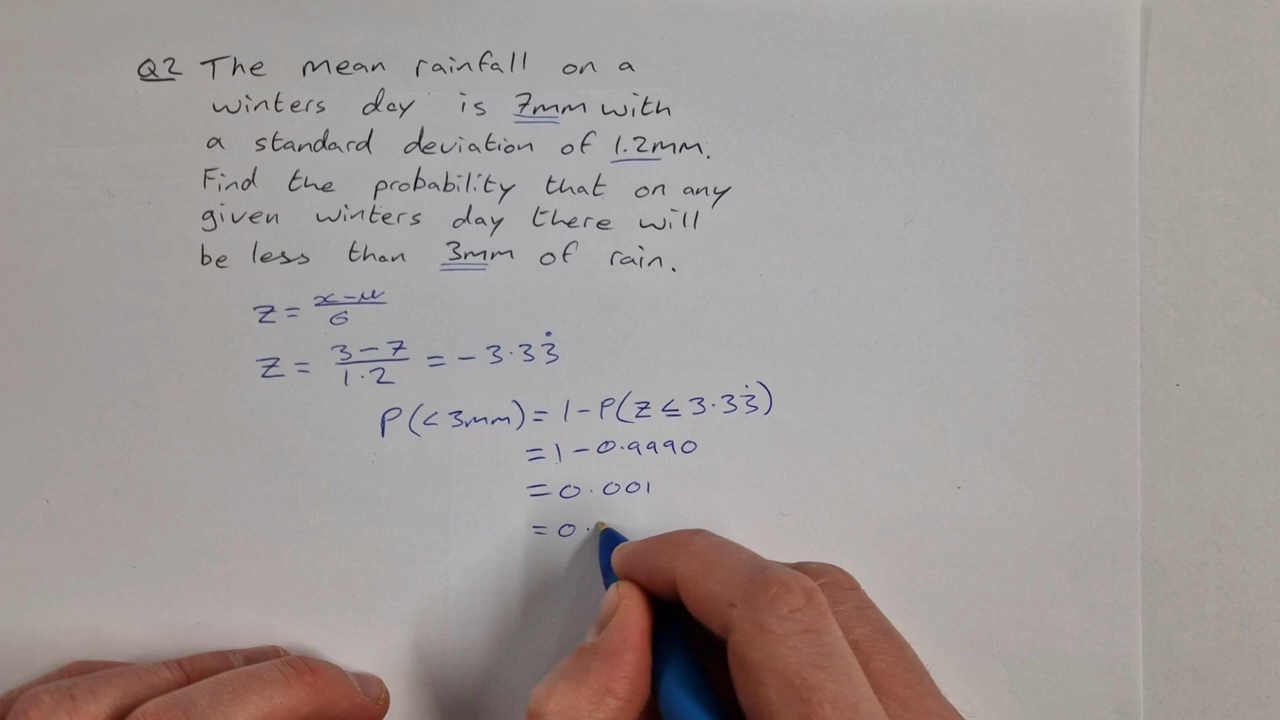 Q2 The mean rainfall on a
winters day is 7mm with
a standard deviation of 1.2mm.
Find the probability that on any
given winters day there will
be less than 3mm of rain.
z = x-μ / σ
z = 3-7 / 1.2 = -3.33̇
P(<3mm) = 1-P(z≤3.33̇)
= 1-0.9990
= 0.001
= 0.